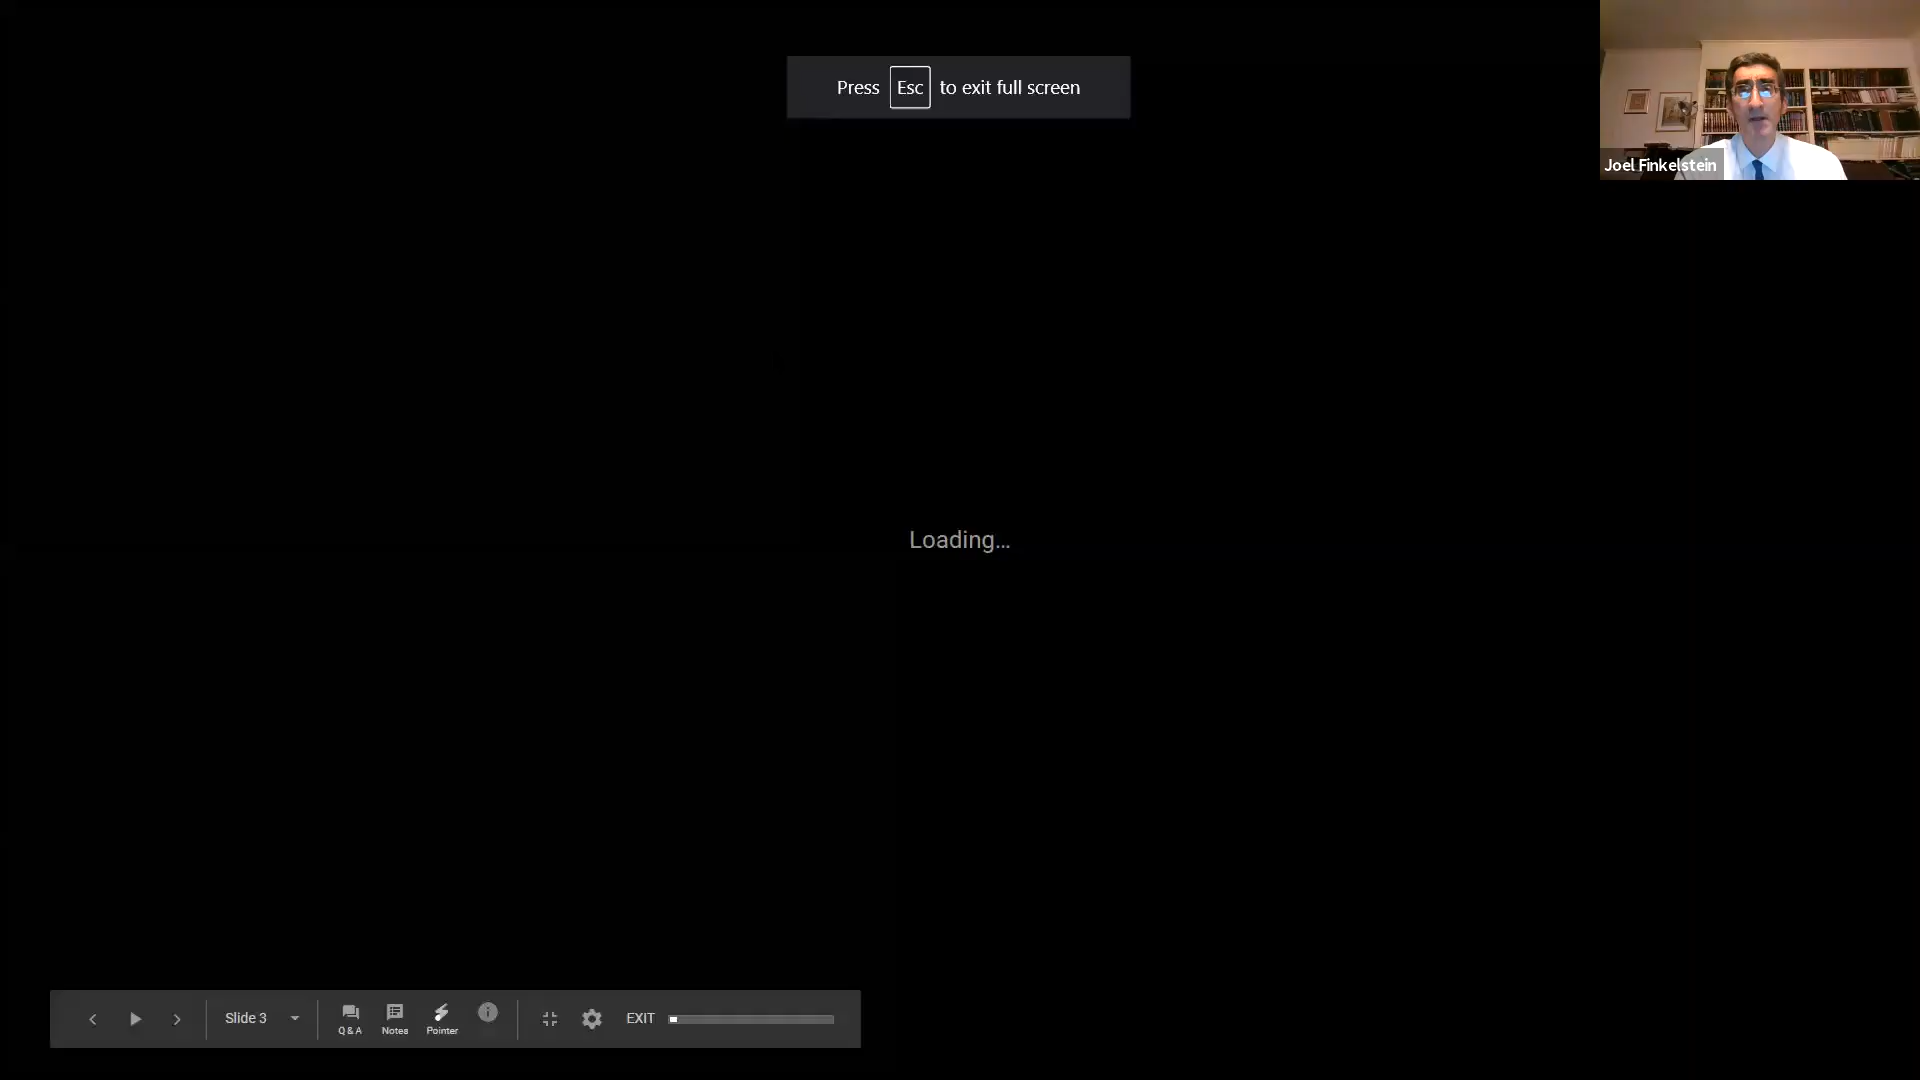 Press Esc to exit full screen
Joel Finkelstein
Loading...
Slide 3
Q & A
Notes
Pointer
EXIT